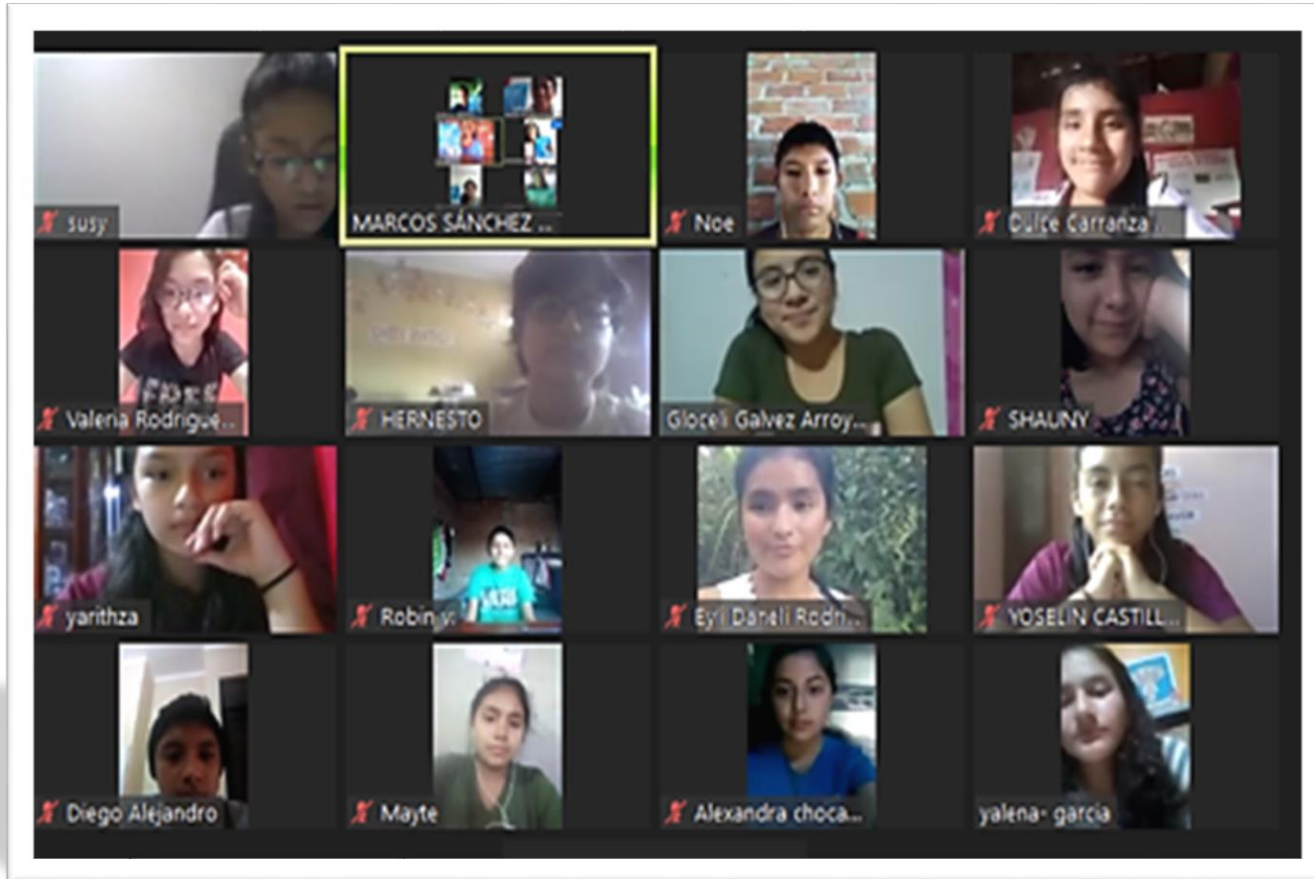 susy
MARCOS SÁNCHEZ ...
Noe
Dulce Carranza
Valeria Rodrigue...
HERNESTO
Gloceli Galvez Arroy...
SHAUNY
yarithza
Robin v.
Eyli Daneli Rodri...
YOSELIN CASTILL...
Diego Alejandro
Mayte
Alexandra choca...
yalena- garcia